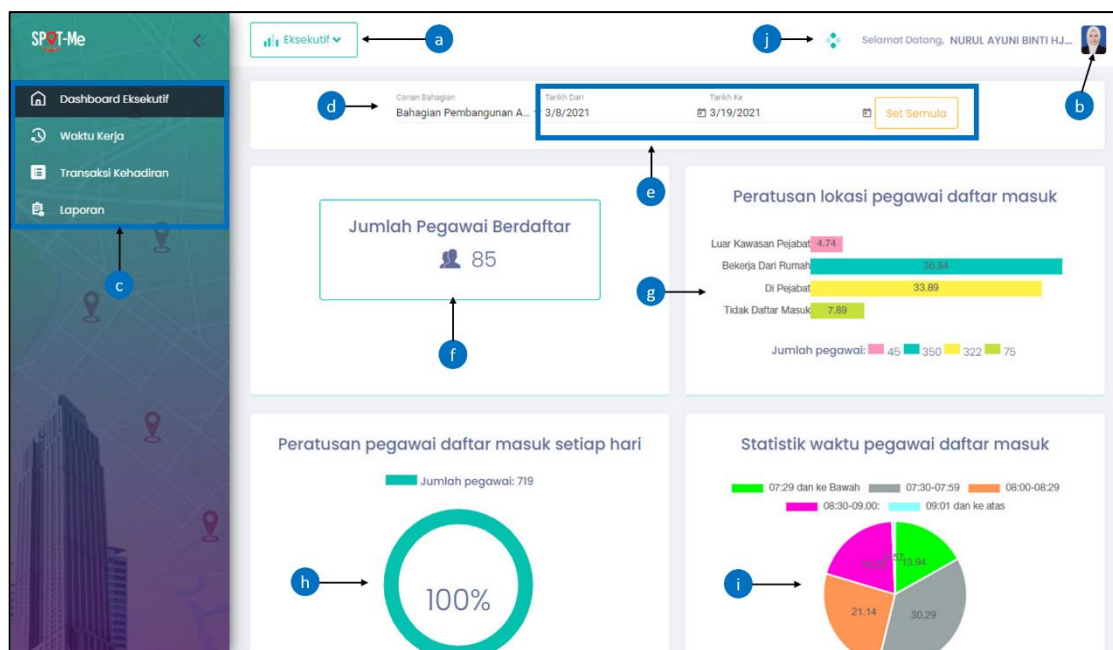 SPOT-Me
Eksekutif
a
j
Selamat Datang, NURUL AYUNI BINTI HJ...
b
Dashboard Eksekutif
Waktu Kerja
Transaksi Kehadiran
Laporan
c
d
Carian Bahagian
Bahagian Pembangunan A...
Tarikh Dari
3/8/2021
Tarikh Ke
3/19/2021
Set Semula
e
Jumlah Pegawai Berdaftar
85
f
Peratusan lokasi pegawai daftar masuk
Luar Kawasan Pejabat 4.74
Bekerja Dari Rumah 36.84
Di Pejabat 33.89
Tidak Daftar Masuk 7.89
g
Jumlah pegawai: 45 350 322 75
Peratusan pegawai daftar masuk setiap hari
Jumlah pegawai: 719
h
100%
Statistik waktu pegawai daftar masuk
07:29 dan ke Bawah 07:30-07:59 08:00-08:29
08:30-09.00: 09:01 dan ke atas
i
13.94
21.14
30.29